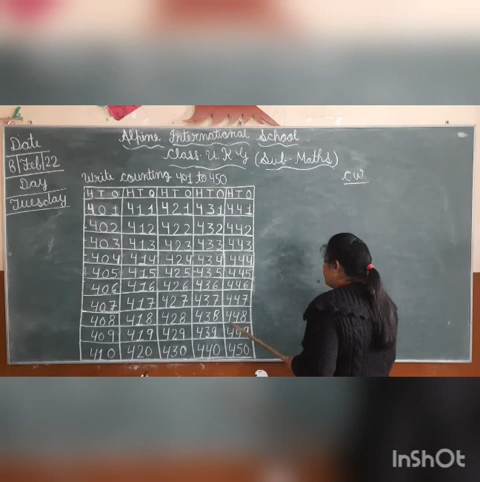 Date
8/Feb/22
Day
Tuesday
Alpine International School
Class-U.K.G (Sub-Maths)
C.W
Write counting 401 to 450
H T O H T O H T O H T O H T O
401 411 421 431 441
402 412 422 432 442
403 413 423 433 443
404 414 424 434 444
405 415 425 435 445
406 416 426 436 446
407 417 427 437 447
408 418 428 438 448
409 419 429 439 449
410 420 430 440 450
InShOt